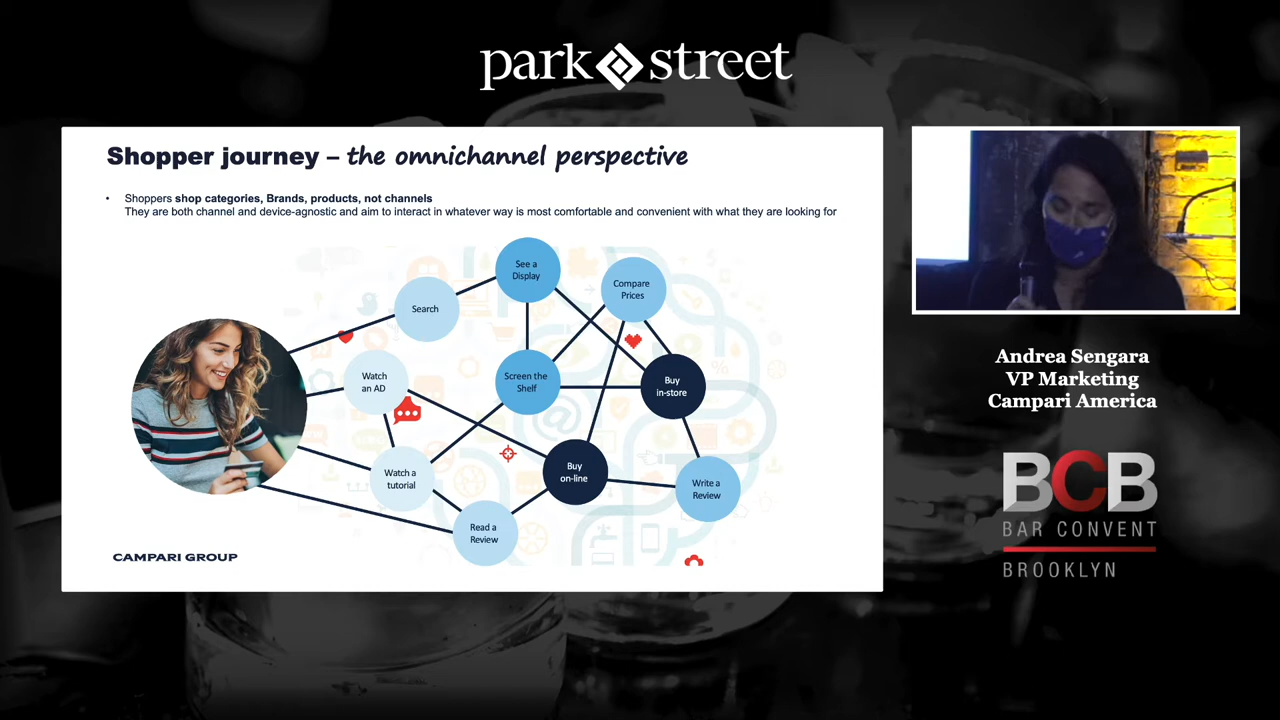 park street
Shopper journey – the omnichannel perspective
• Shoppers shop categories, Brands, products, not channels
They are both channel and device-agnostic and aim to interact in whatever way is most comfortable and convenient with what they are looking for
See a
Display
Compare
Prices
Search
Watch
an AD
Screen the
Shelf
Buy
in-store
Watch a
tutorial
Buy
on-line
Write a
Review
Read a
Review
CAMPARI GROUP
Andrea Sengara
VP Marketing
Campari America
BCB
BAR CONVENT
BROOKLYN